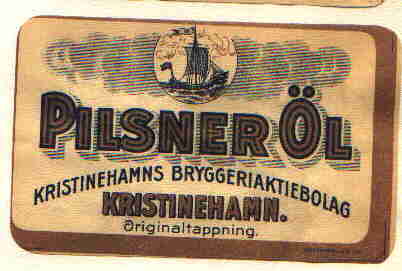 PILSNER ÖL
KRISTINEHAMNS BRYGGERIAKTIEBOLAG
KRISTINEHAMN.
Originaltappning.